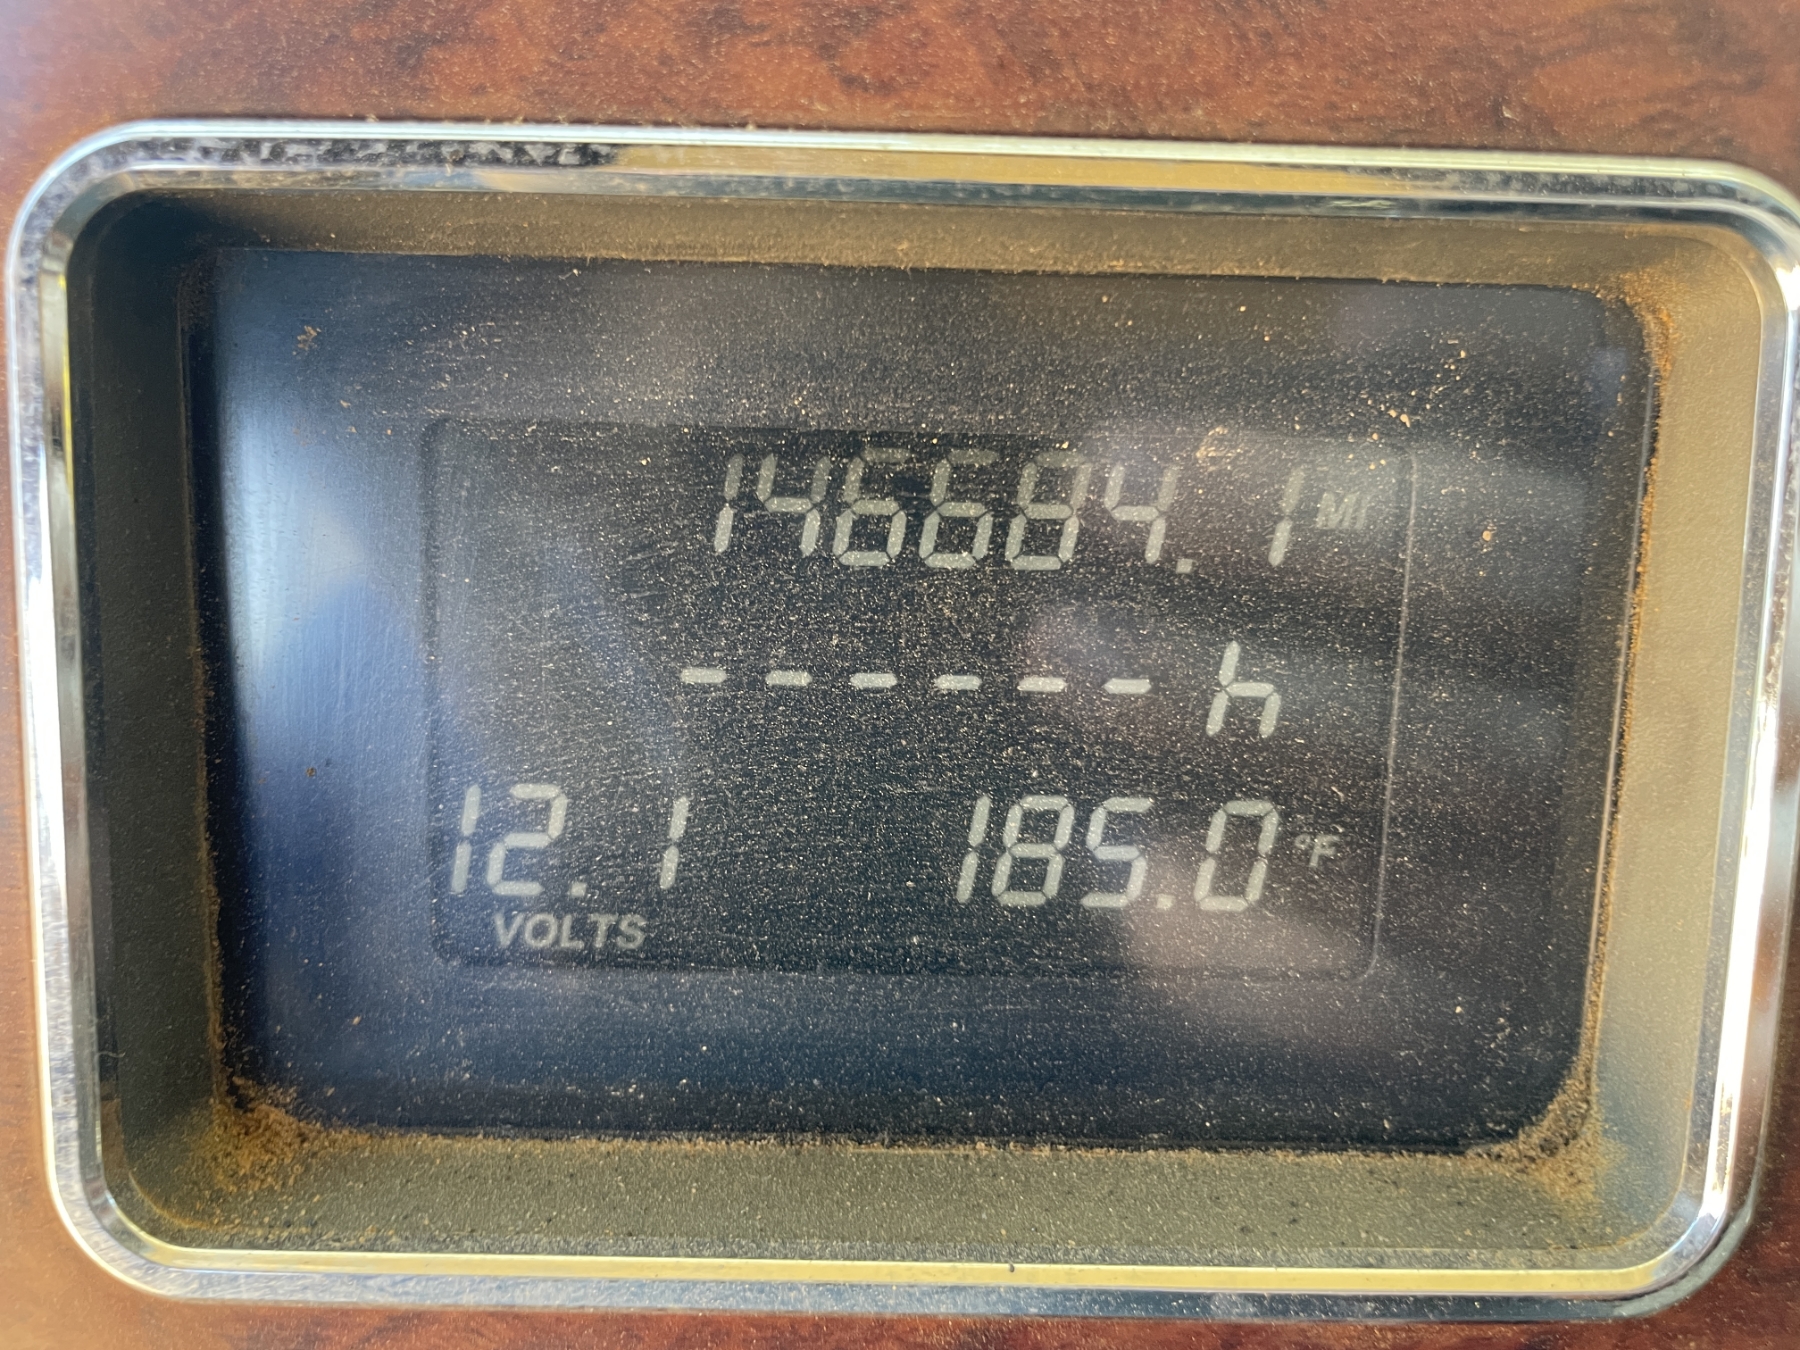 146684.1 MI
------ h
12.1 185.0 °F
VOLTS